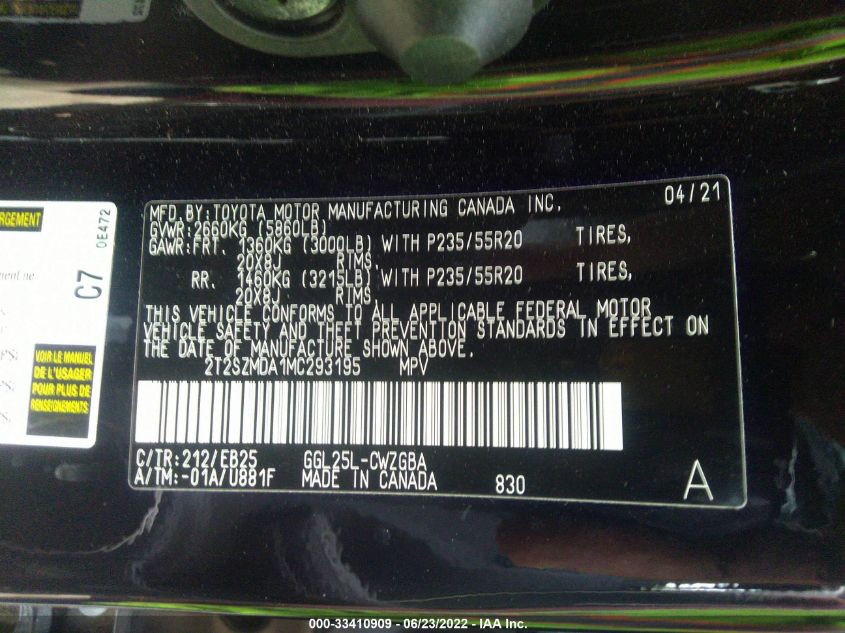 RGEMENT
ment ne
C7
0E472
PS:
VOIR LE MANUEL
DE L'USAGER
POUR PLUS DE
RENSEIGNEMENTS
MFD.BY:TOYOTA MOTOR MANUFACTURING CANADA INC. 04/21
GVWR:2660KG (5860LB)
GAWR:FRT. 1360KG (3000LB) WITH P235/55R20 TIRES,
20X8J RIMS,
RR. 1460KG (3215LB) WITH P235/55R20 TIRES,
20X8J RIMS.
THIS VEHICLE CONFORMS TO ALL APPLICABLE FEDERAL MOTOR
VEHICLE SAFETY AND THEFT PREVENTION STANDARDS IN EFFECT ON
THE DATE OF MANUFACTURE SHOWN ABOVE.
2T2SZMDA1MC293195 MPV
C/TR:212/EB25 GGL25L-CWZGBA
A/TM:-01A/U881F MADE IN CANADA 830 A
000-33410909 - 06/23/2022 - IAA Inc.